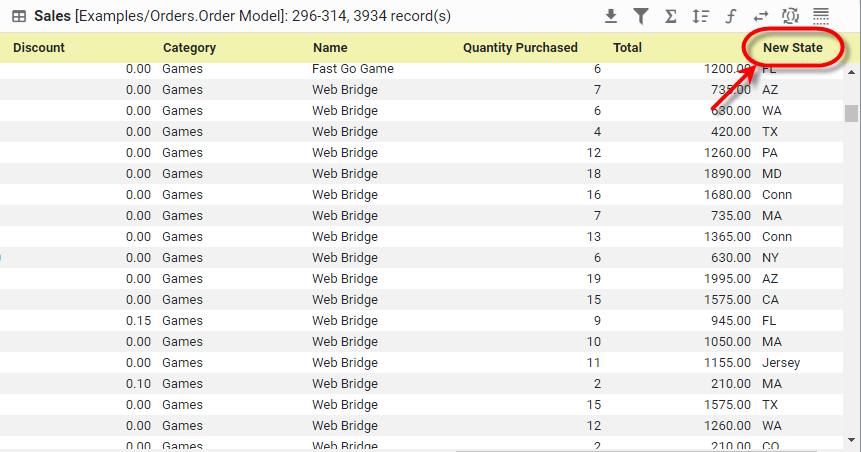 Sales [Examples/Orders.Order Model]: 296-314, 3934 record(s)
Discount Category Name Quantity Purchased Total New State
0.00 Games Fast Go Game 6 1200.00 FL
0.00 Games Web Bridge 7 735.00 AZ
0.00 Games Web Bridge 6 630.00 WA
0.00 Games Web Bridge 4 420.00 TX
0.00 Games Web Bridge 12 1260.00 PA
0.00 Games Web Bridge 18 1890.00 MD
0.00 Games Web Bridge 16 1680.00 Conn
0.00 Games Web Bridge 7 735.00 MA
0.00 Games Web Bridge 13 1365.00 Conn
0.00 Games Web Bridge 6 630.00 NY
0.00 Games Web Bridge 19 1995.00 AZ
0.00 Games Web Bridge 15 1575.00 CA
0.15 Games Web Bridge 9 945.00 FL
0.00 Games Web Bridge 10 1050.00 MA
0.00 Games Web Bridge 11 1155.00 Jersey
0.10 Games Web Bridge 2 210.00 MA
0.00 Games Web Bridge 15 1575.00 TX
0.00 Games Web Bridge 12 1260.00 WA
0.00 Games Web Bridge 2 210.00 CO